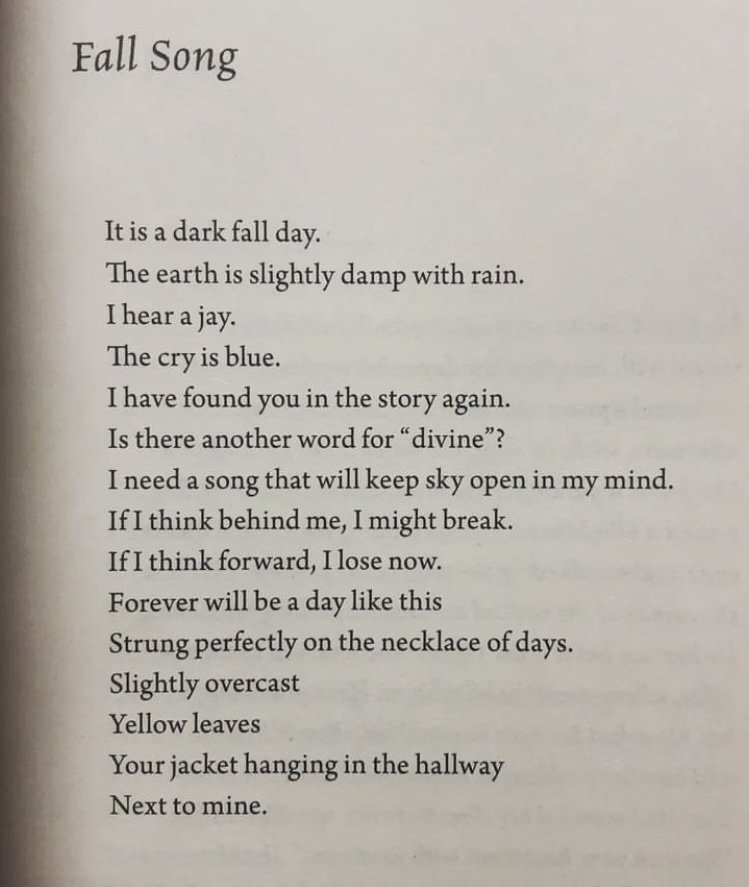 Fall Song
It is a dark fall day.
The earth is slightly damp with rain.
I hear a jay.
The cry is blue.
I have found you in the story again.
Is there another word for “divine”?
I need a song that will keep sky open in my mind.
If I think behind me, I might break.
If I think forward, I lose now.
Forever will be a day like this
Strung perfectly on the necklace of days.
Slightly overcast
Yellow leaves
Your jacket hanging in the hallway
Next to mine.